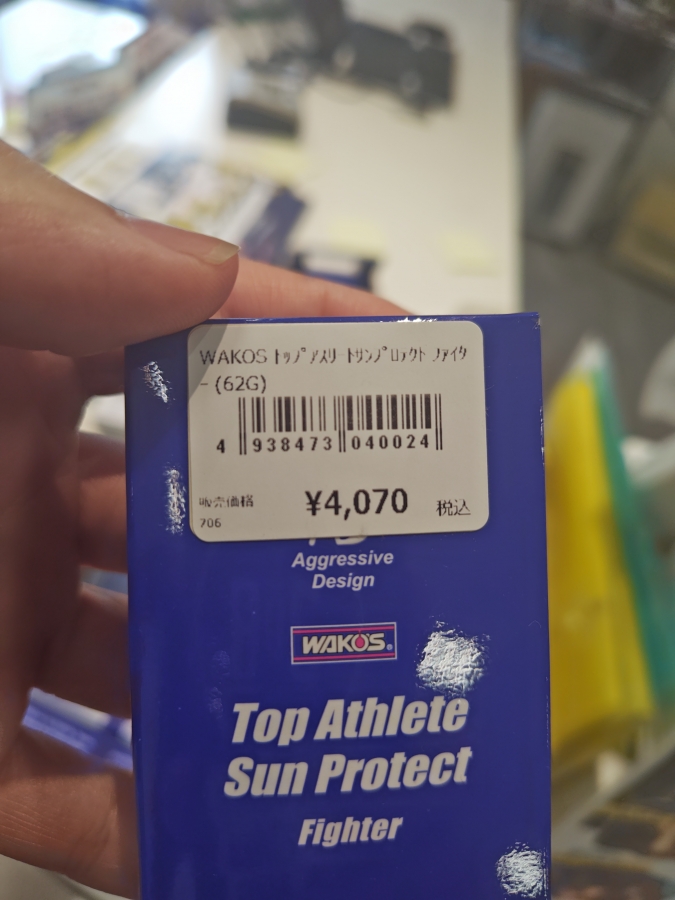 WAKOS ﾄｯﾌﾟｱｽﾘｰﾄｻﾝﾌﾟﾛﾃｸﾄ ﾌｧｲﾀ
- (62G)
4 938473 040024
販売価格 ¥4,070 税込
706
Aggressive
Design
WAKO'S®
Top Athlete
Sun Protect
Fighter